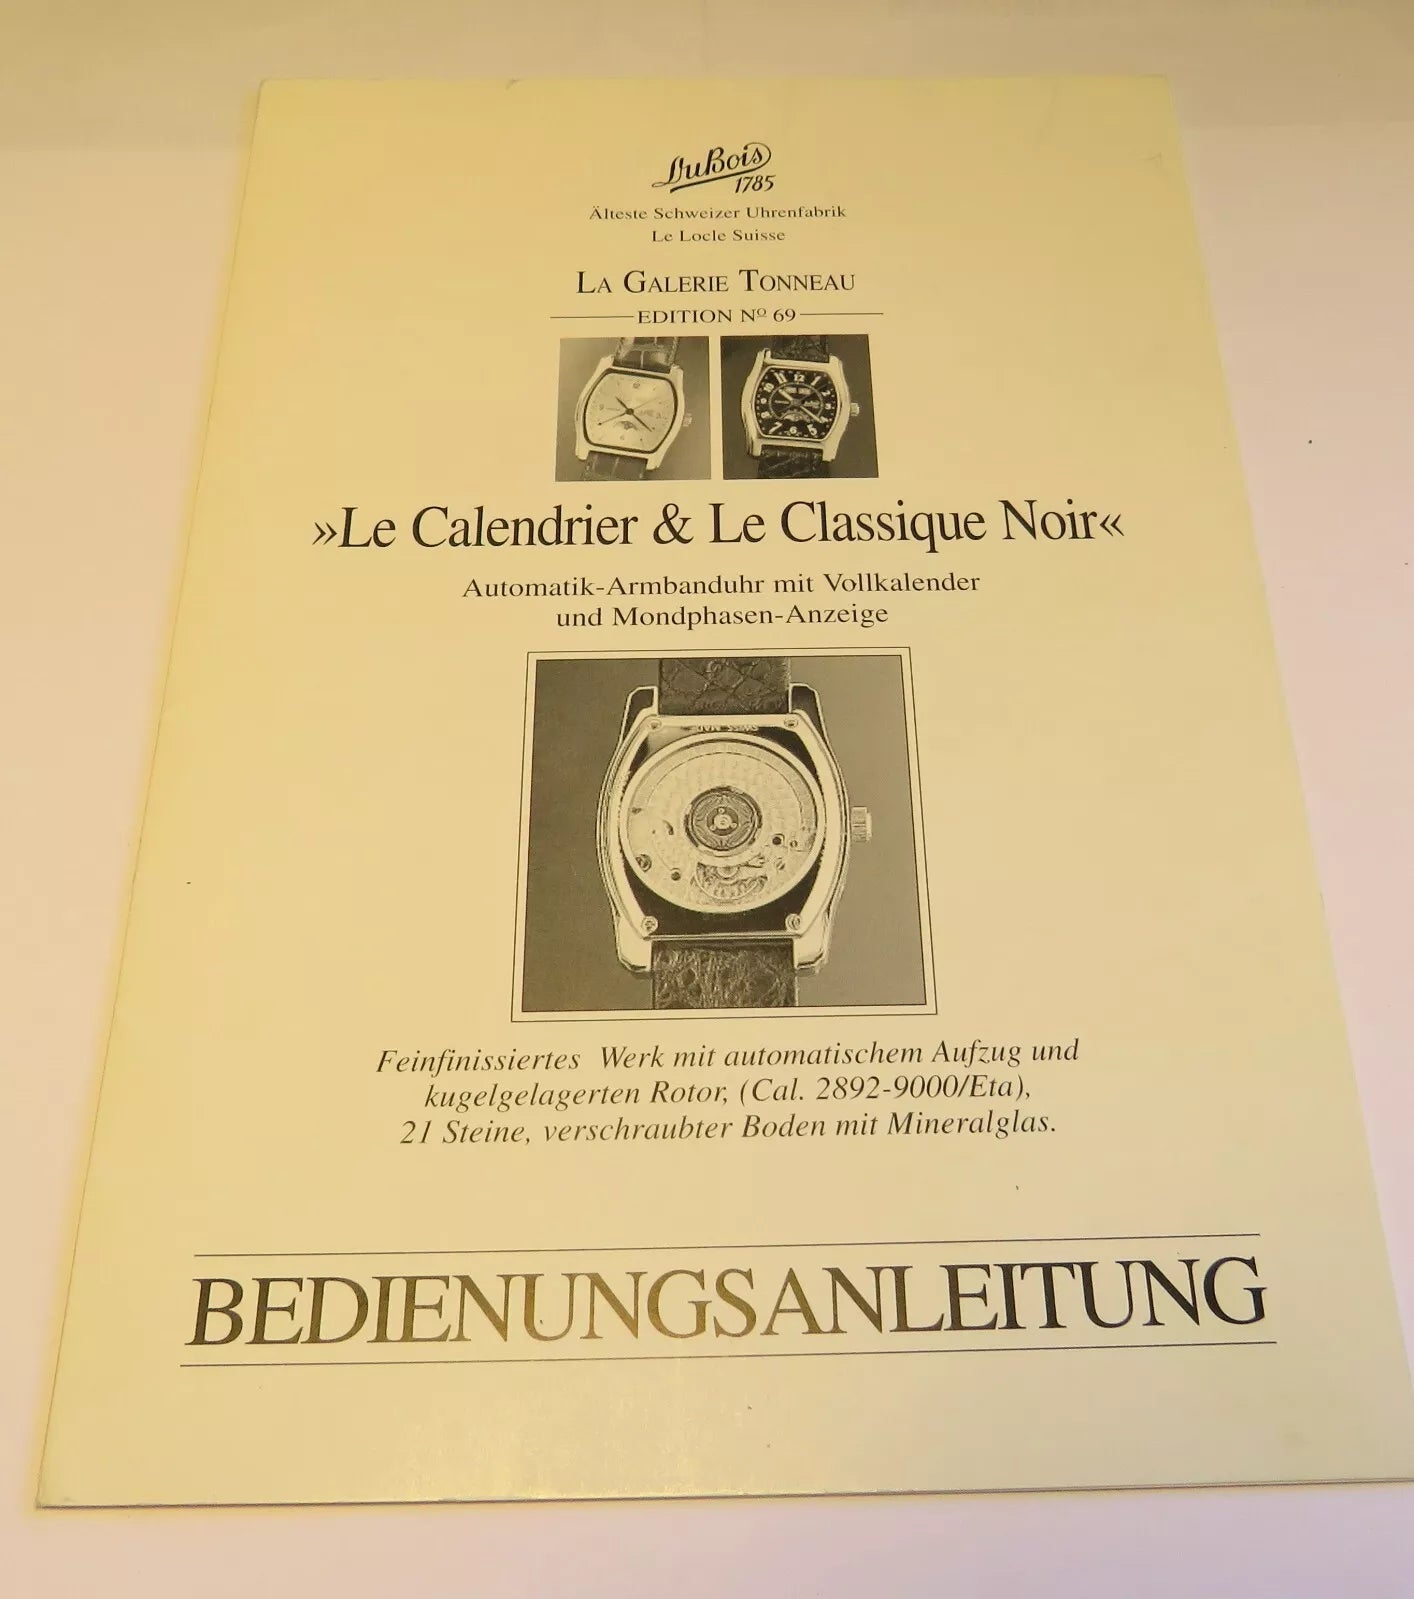 DuBois
1785
Älteste Schweizer Uhrenfabrik
Le Locle Suisse
LA GALERIE TONNEAU
EDITION Nº 69
»Le Calendrier & Le Classique Noir«
Automatik-Armbanduhr mit Vollkalender
und Mondphasen-Anzeige
Feinfinissiertes Werk mit automatischem Aufzug und
kugelgelagerten Rotor, (Cal. 2892-9000/Eta),
21 Steine, verschraubter Boden mit Mineralglas.
BEDIENUNGSANLEITUNG